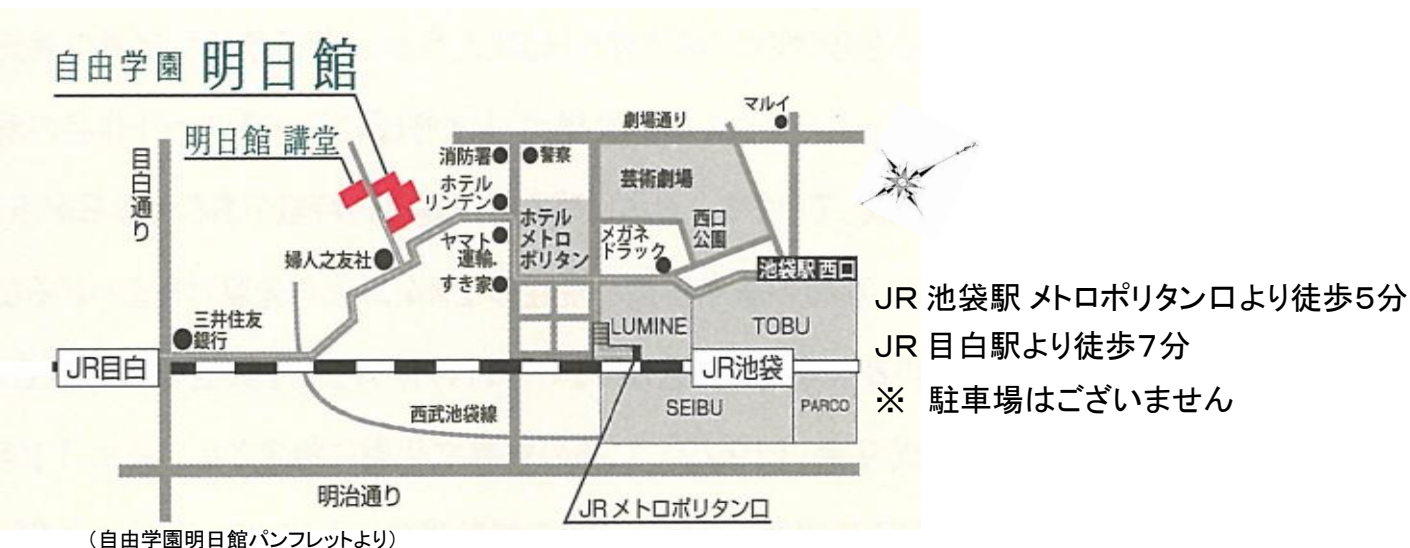 自由学園 明日館
明日館 講堂
目白通り
婦人之友社
三井住友
銀行
JR目白
消防署
警察
ホテル
リンデン
ヤマト
運輸
すき家
ホテル
メトロ
ポリタン
劇場通り
マルイ
芸術劇場
西口
公園
メガネ
ドラック
池袋駅 西口
LUMINE
TOBU
JR池袋
SEIBU
PARCO
西武池袋線
明治通り
JRメトロポリタン口
(自由学園明日館パンフレットより)
JR 池袋駅 メトロポリタン口より徒歩5分
JR 目白駅より徒歩7分
※ 駐車場はございません